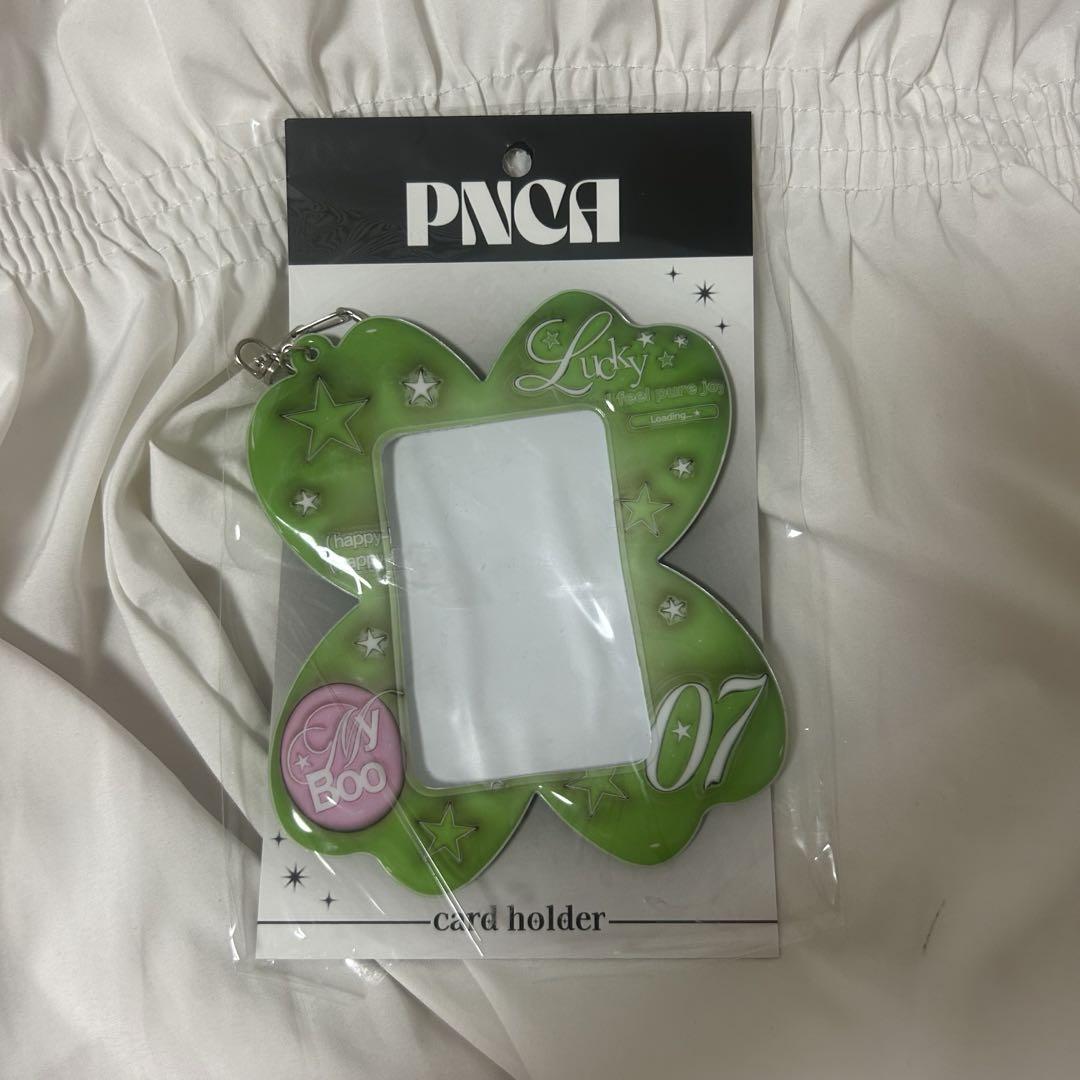 PNCA
Lucky
I feel pure joy
Loading...
(happy-
My
Boo
07
card holder